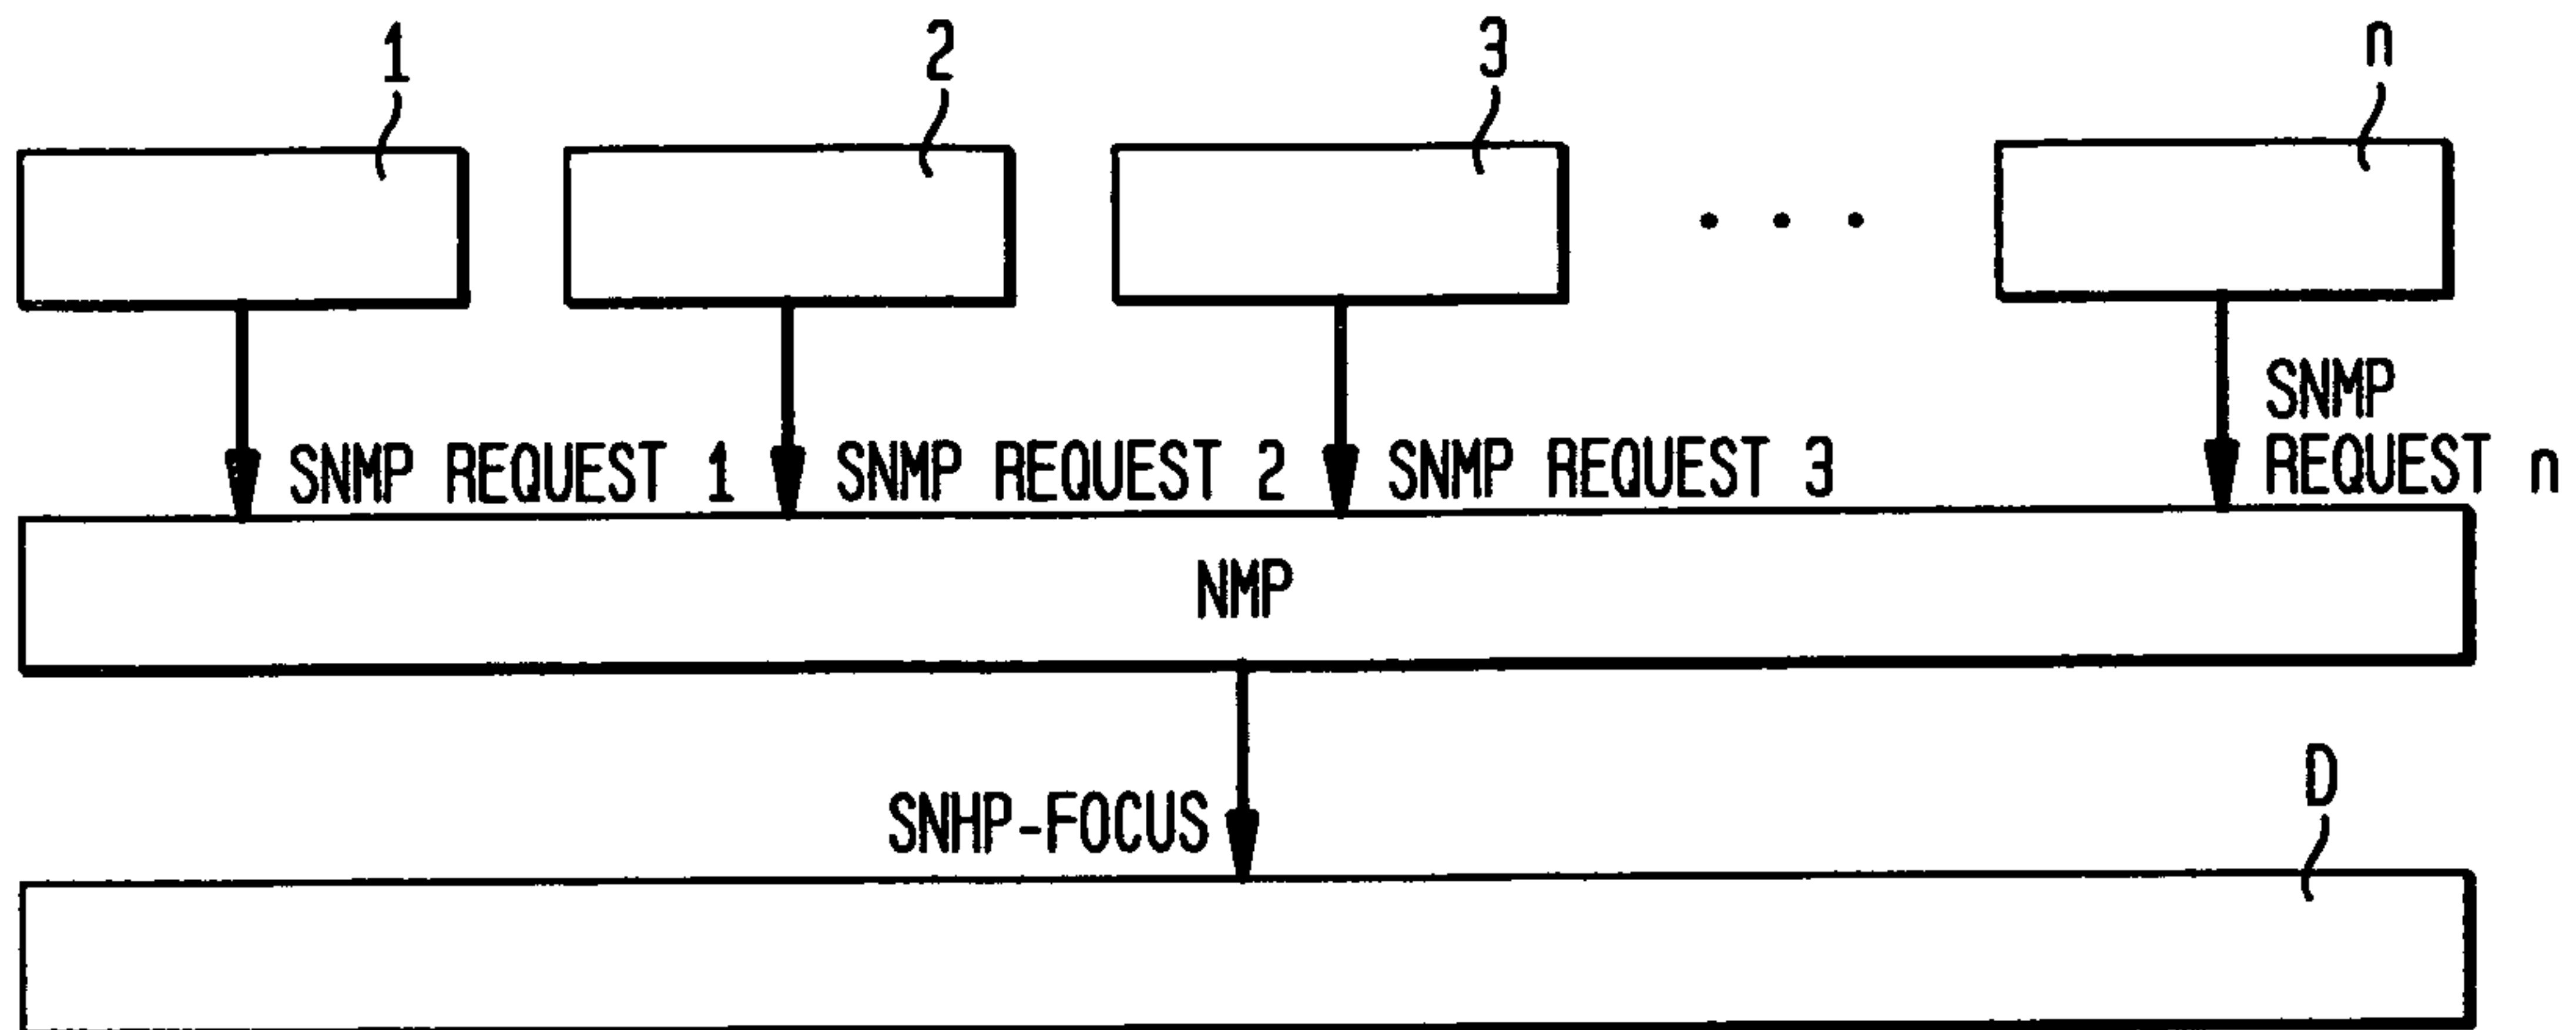 1
2
3
n
SNMP REQUEST 1
SNMP REQUEST 2
SNMP REQUEST 3
SNMP
REQUEST n
NMP
SNHP-FOCUS
D